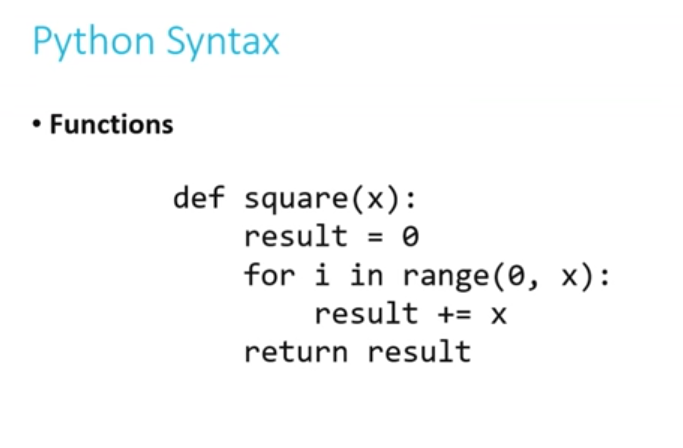 Python Syntax
• Functions
def square(x):
    result = 0
    for i in range(0, x):
        result += x
    return result